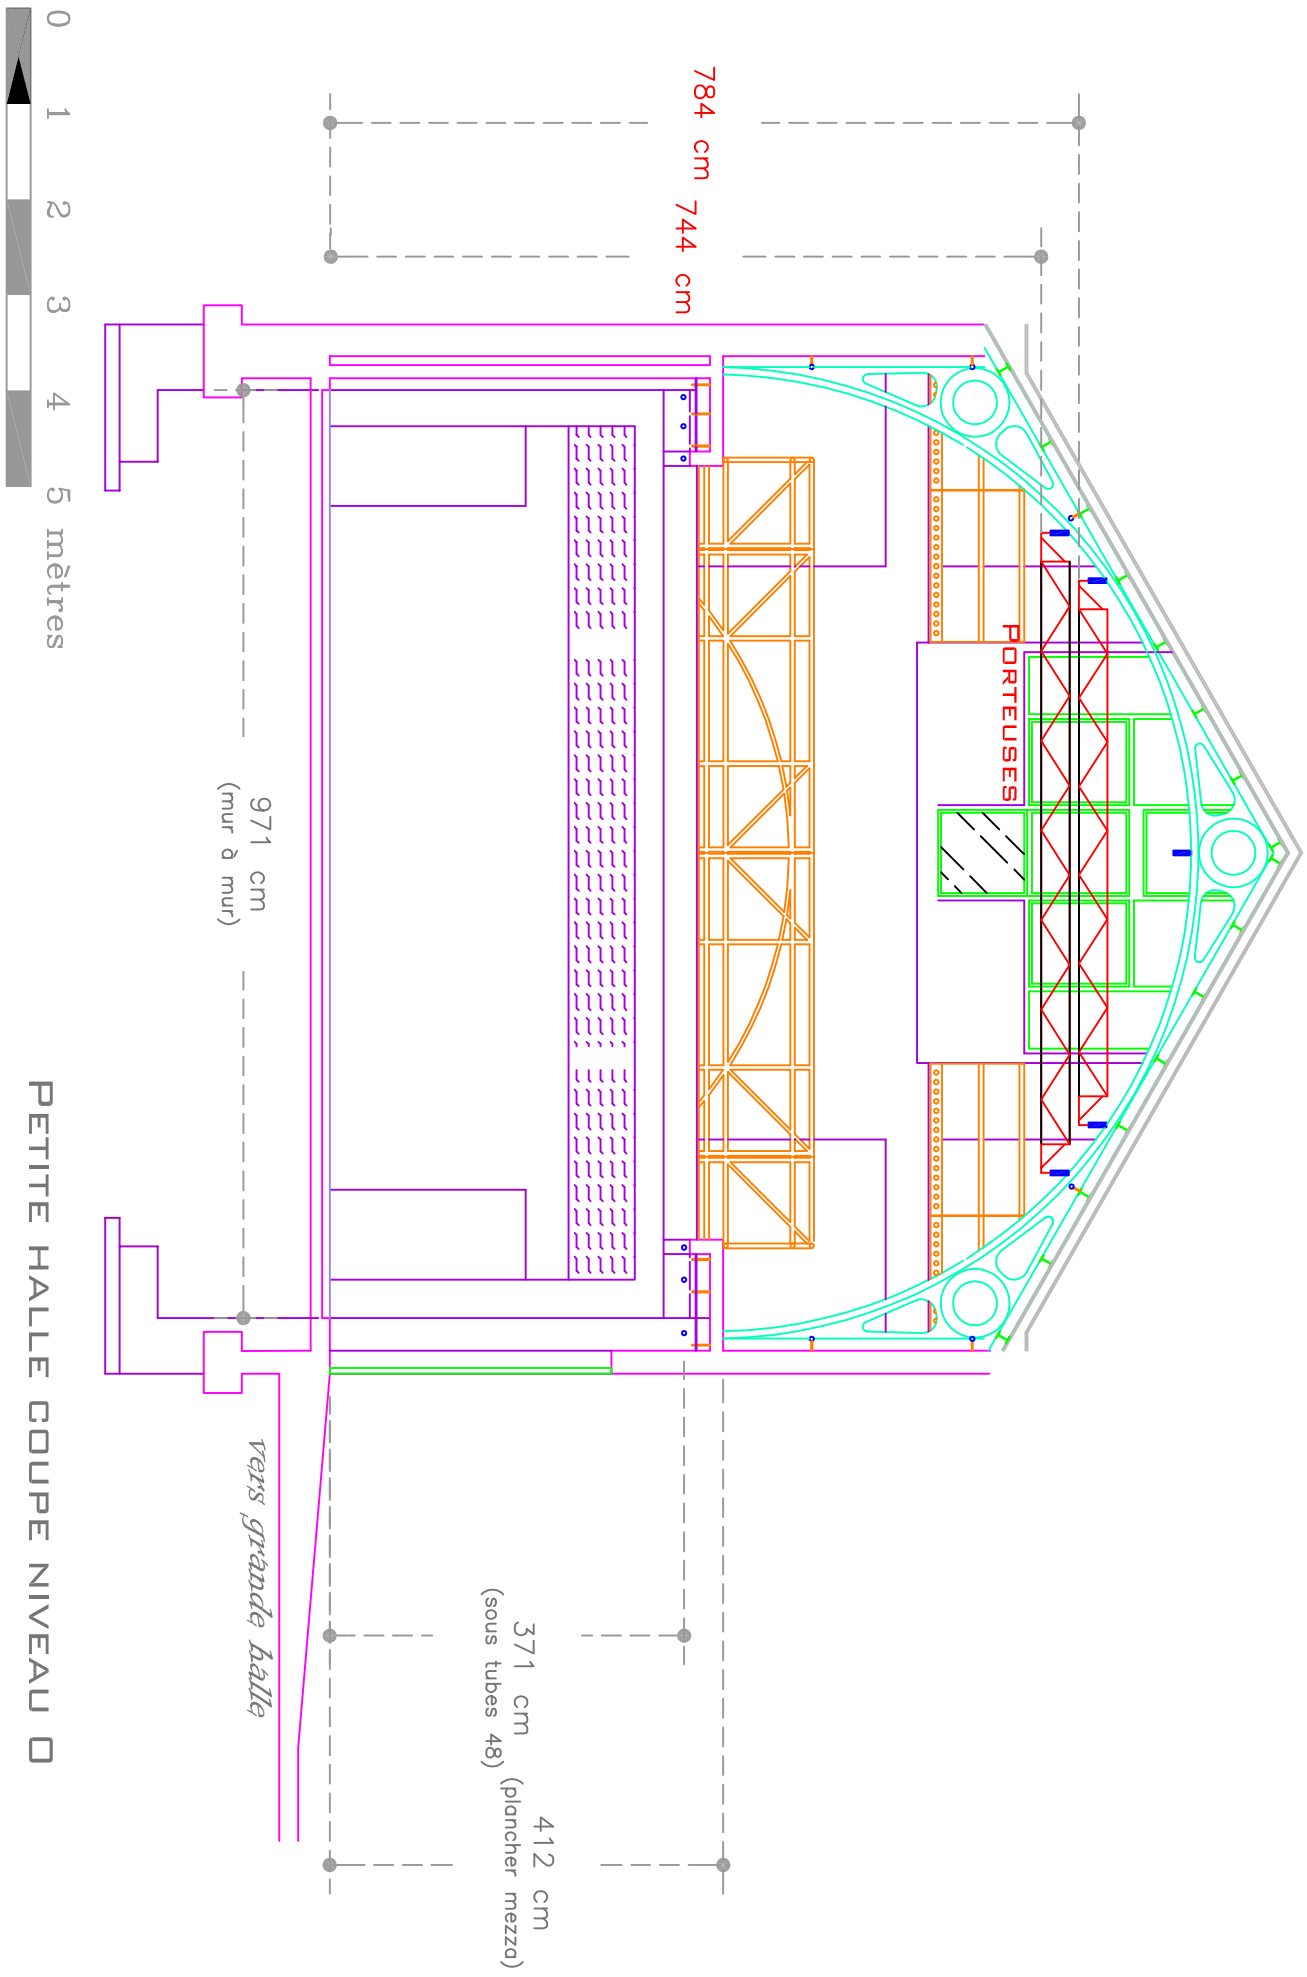 784 cm
744 cm
PORTEUSES
371 cm
(sous tubes 48)
412 cm
(plancher mezza)
971 cm
(mur à mur)
vers grande halle
0 1 2 3 4 5 mètres
PETITE HALLE COUPE NIVEAU 0